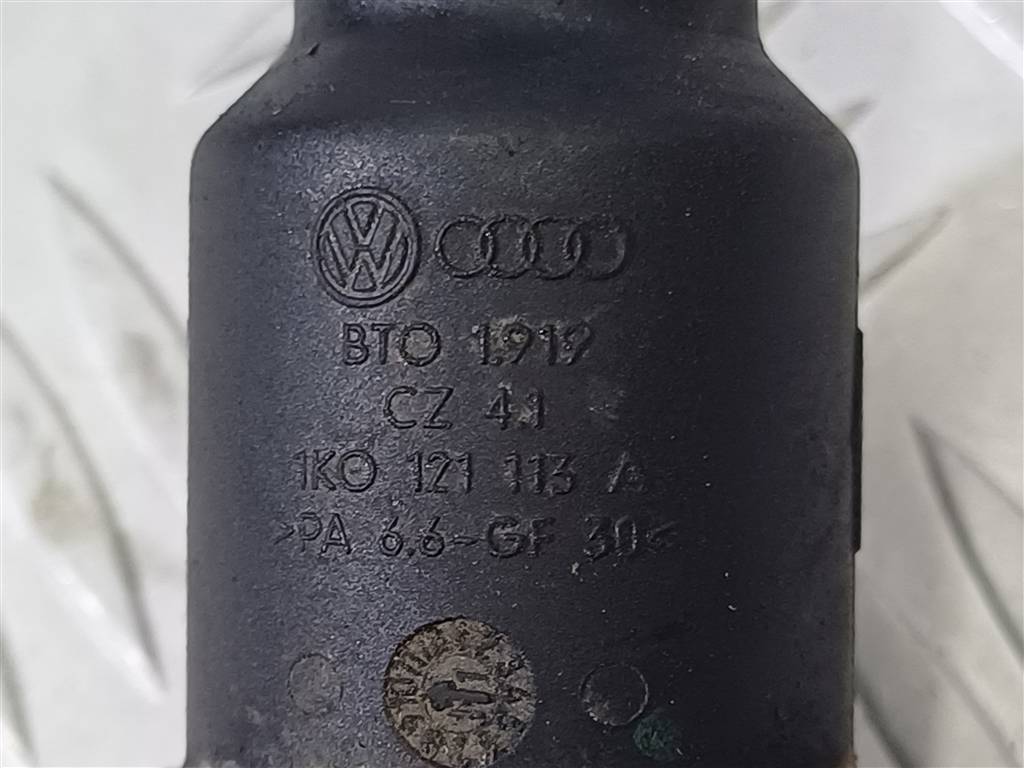 BTO 1.919
CZ 4.1
1K0 121 113 A
>PA 6.6-GF 30<